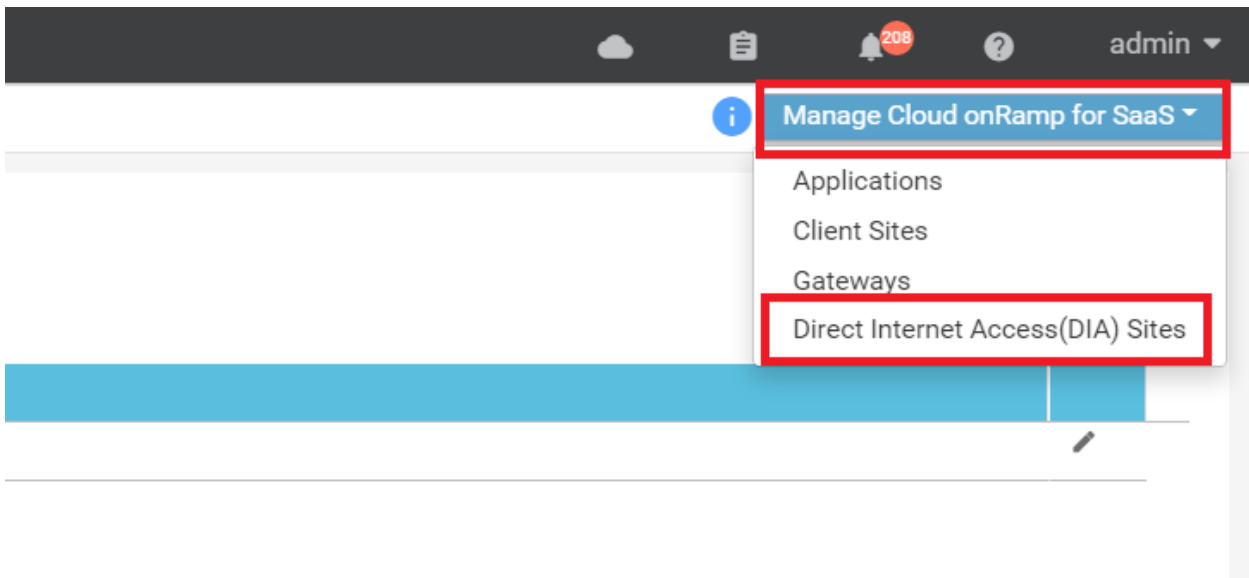 208
admin
Manage Cloud onRamp for SaaS
Applications
Client Sites
Gateways
Direct Internet Access(DIA) Sites